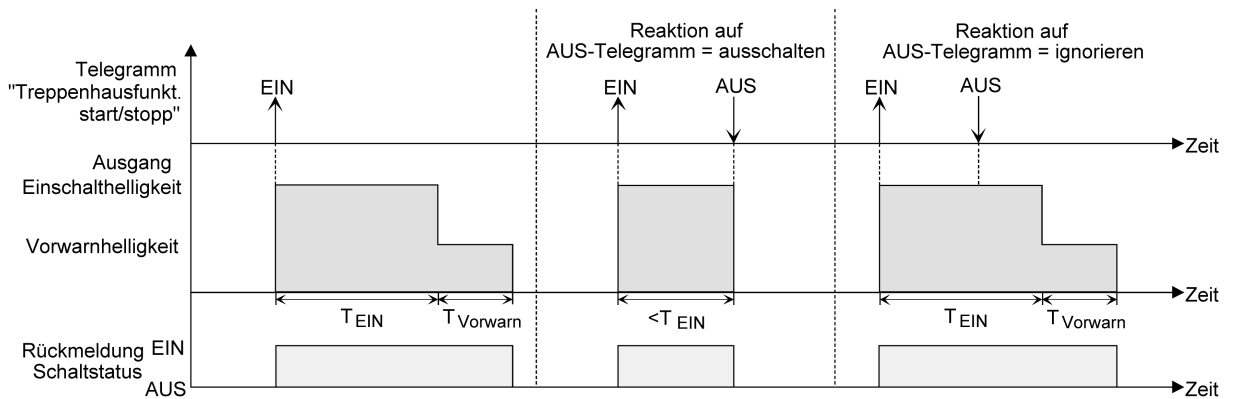 Reaktion auf
AUS-Telegramm = ausschalten
Reaktion auf
AUS-Telegramm = ignorieren
Telegramm
"Treppenhausfunkt.
start/stopp"
EIN
EIN
AUS
EIN
AUS
Zeit
Ausgang
Einschalthelligkeit
Vorwarnhelligkeit
Zeit
T EIN
T Vorwarn
<T EIN
T EIN
T Vorwarn
Rückmeldung
Schaltstatus
EIN
AUS
Zeit